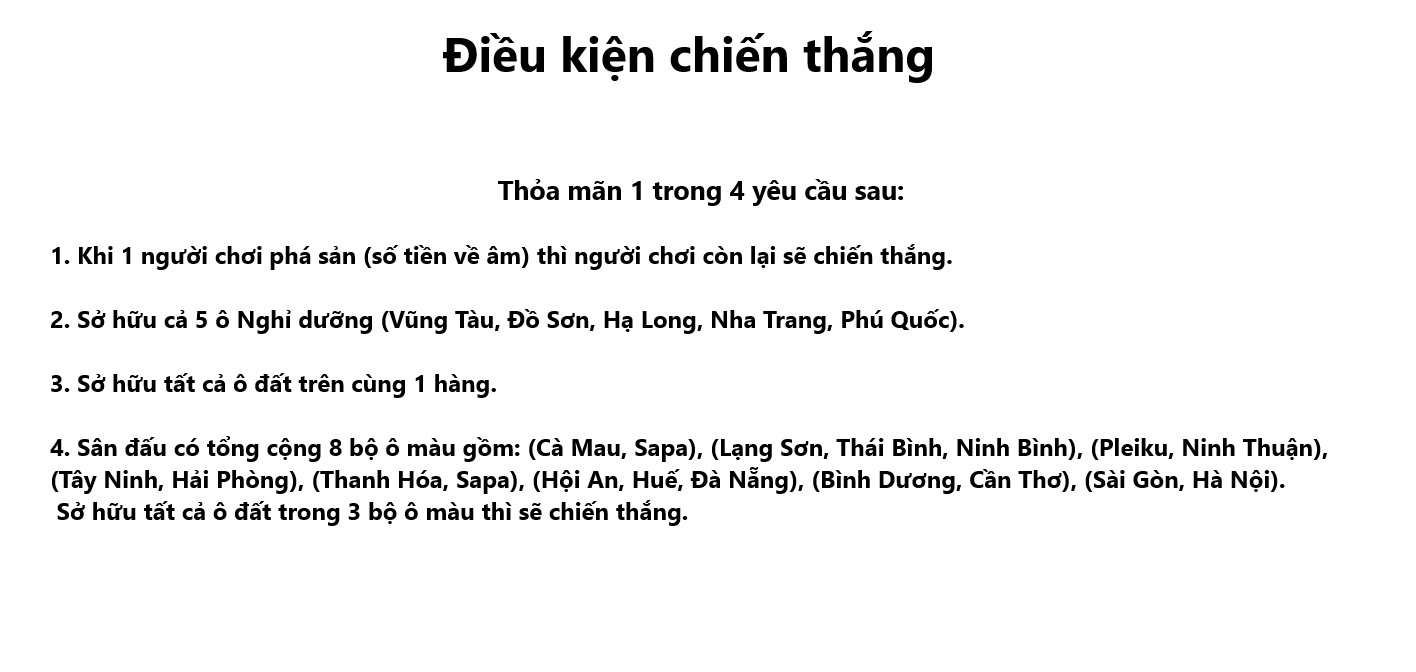 Điều kiện chiến thắng
Thỏa mãn 1 trong 4 yêu cầu sau:
1. Khi 1 người chơi phá sản (số tiền về âm) thì người chơi còn lại sẽ chiến thắng.
2. Sở hữu cả 5 ô Nghỉ dưỡng (Vũng Tàu, Đồ Sơn, Hạ Long, Nha Trang, Phú Quốc).
3. Sở hữu tất cả ô đất trên cùng 1 hàng.
4. Sân đấu có tổng cộng 8 bộ ô màu gồm: (Cà Mau, Sapa), (Lạng Sơn, Thái Bình, Ninh Bình), (Pleiku, Ninh Thuận),
(Tây Ninh, Hải Phòng), (Thanh Hóa, Sapa), (Hội An, Huế, Đà Nẵng), (Bình Dương, Cần Thơ), (Sài Gòn, Hà Nội).
Sở hữu tất cả ô đất trong 3 bộ ô màu thì sẽ chiến thắng.